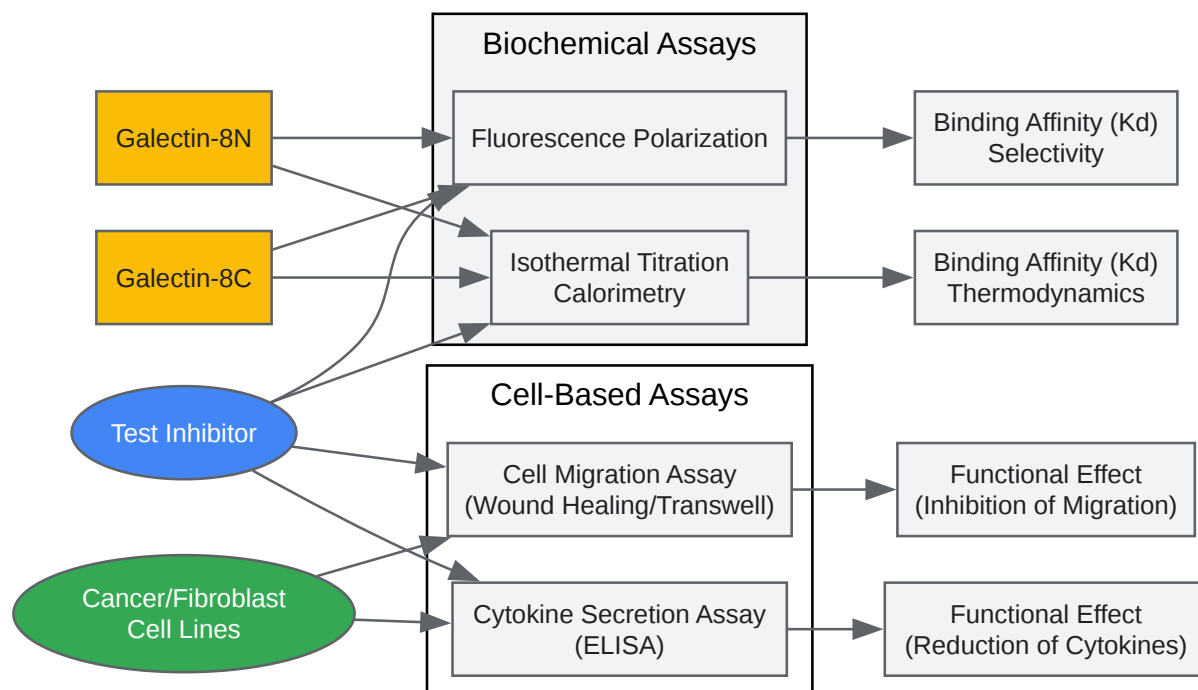 Biochemical Assays
Galectin-8N
Fluorescence Polarization
Binding Affinity (Kd)
Selectivity
Galectin-8C
Isothermal Titration
Calorimetry
Binding Affinity (Kd)
Thermodynamics
Test Inhibitor
Cell-Based Assays
Cell Migration Assay
(Wound Healing/Transwell)
Functional Effect
(Inhibition of Migration)
Cancer/Fibroblast
Cell Lines
Cytokine Secretion Assay
(ELISA)
Functional Effect
(Reduction of Cytokines)